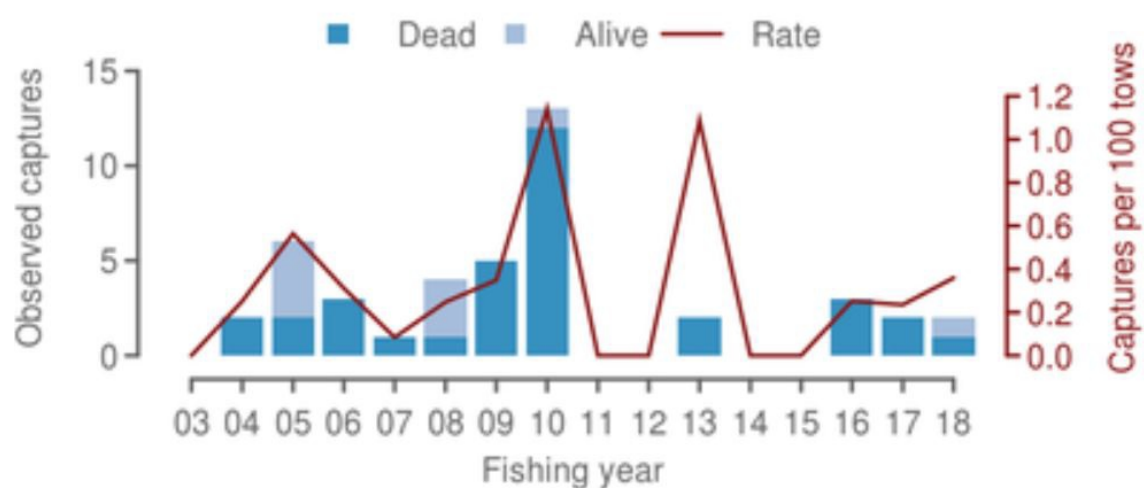 Dead Alive Rate
Observed captures
15
10
5
0
1.2
1.0
0.8
0.6
0.4
0.2
0.0
Captures per 100 tows
03 04 05 06 07 08 09 10 11 12 13 14 15 16 17 18
Fishing year